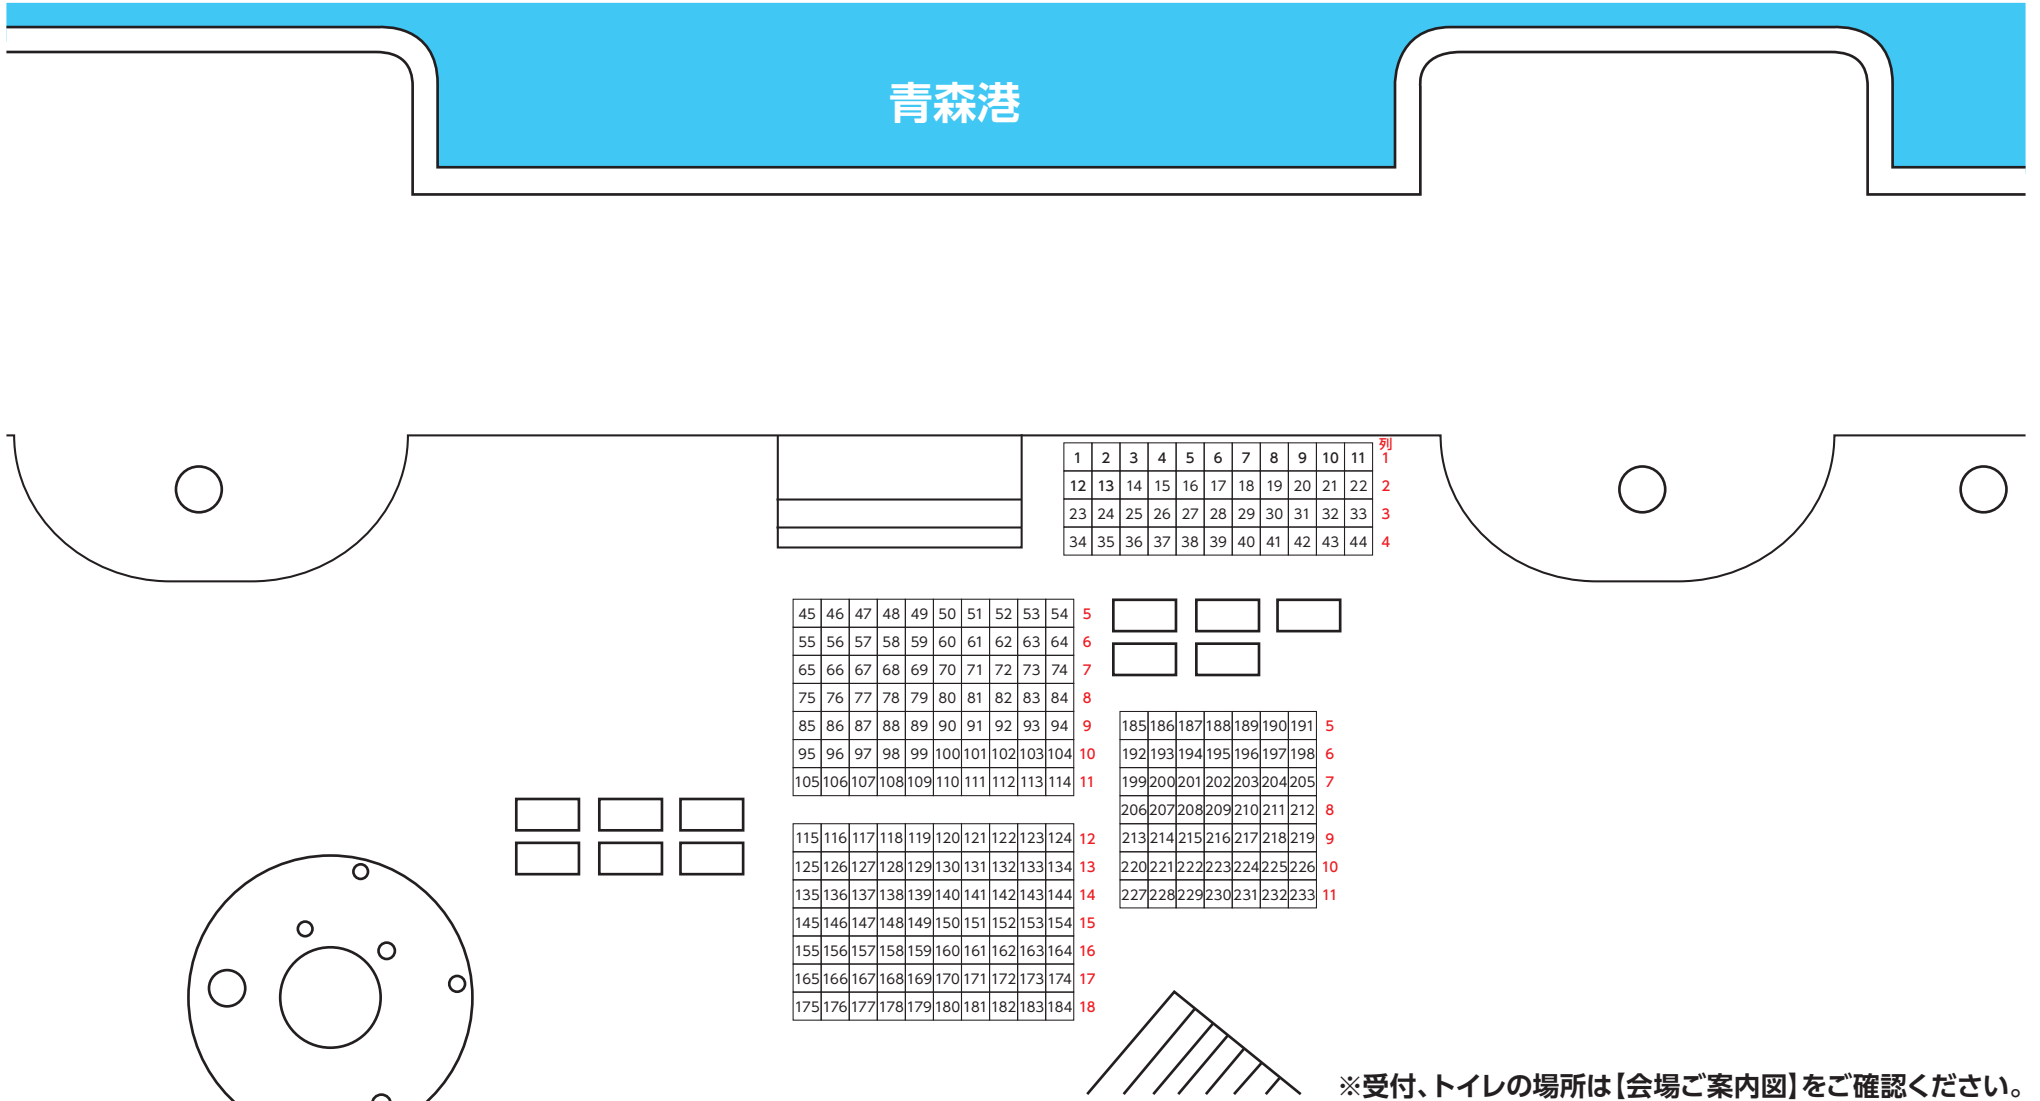 青森港
列
1 2 3 4 5 6 7 8 9 10 11 1
12 13 14 15 16 17 18 19 20 21 22 2
23 24 25 26 27 28 29 30 31 32 33 3
34 35 36 37 38 39 40 41 42 43 44 4
45 46 47 48 49 50 51 52 53 54 5
55 56 57 58 59 60 61 62 63 64 6
65 66 67 68 69 70 71 72 73 74 7
75 76 77 78 79 80 81 82 83 84 8
85 86 87 88 89 90 91 92 93 94 9
95 96 97 98 99 100 101 102 103 104 10
105 106 107 108 109 110 111 112 113 114 11
115 116 117 118 119 120 121 122 123 124 12
125 126 127 128 129 130 131 132 133 134 13
135 136 137 138 139 140 141 142 143 144 14
145 146 147 148 149 150 151 152 153 154 15
155 156 157 158 159 160 161 162 163 164 16
165 166 167 168 169 170 171 172 173 174 17
175 176 177 178 179 180 181 182 183 184 18
185 186 187 188 189 190 191 5
192 193 194 195 196 197 198 6
199 200 201 202 203 204 205 7
206 207 208 209 210 211 212 8
213 214 215 216 217 218 219 9
220 221 222 223 224 225 226 10
227 228 229 230 231 232 233 11
※受付、トイレの場所は【会場ご案内図】をご確認ください。